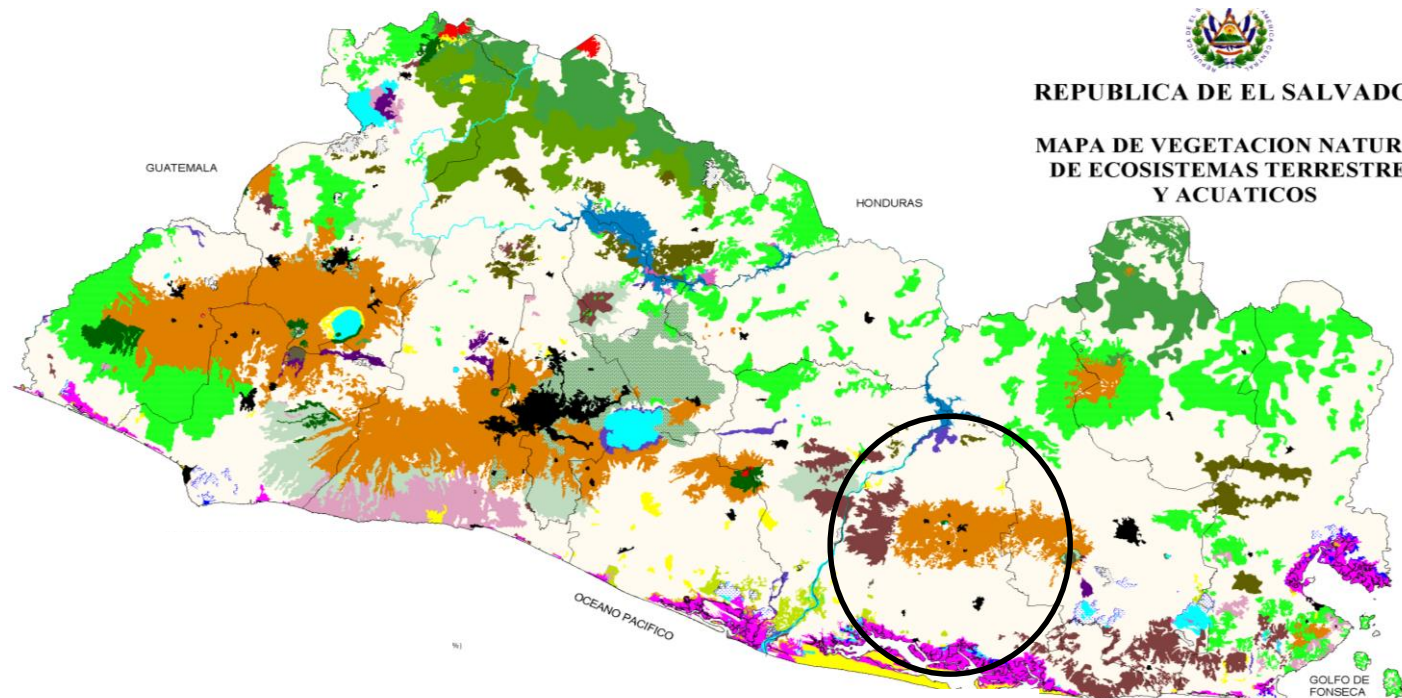 REPUBLICA DE EL SALVADO
MAPA DE VEGETACION NATUR
DE ECOSISTEMAS TERRESTRE
Y ACUATICOS
GUATEMALA
HONDURAS
OCEANO PACIFICO
%)
GOLFO DE
FONSECA